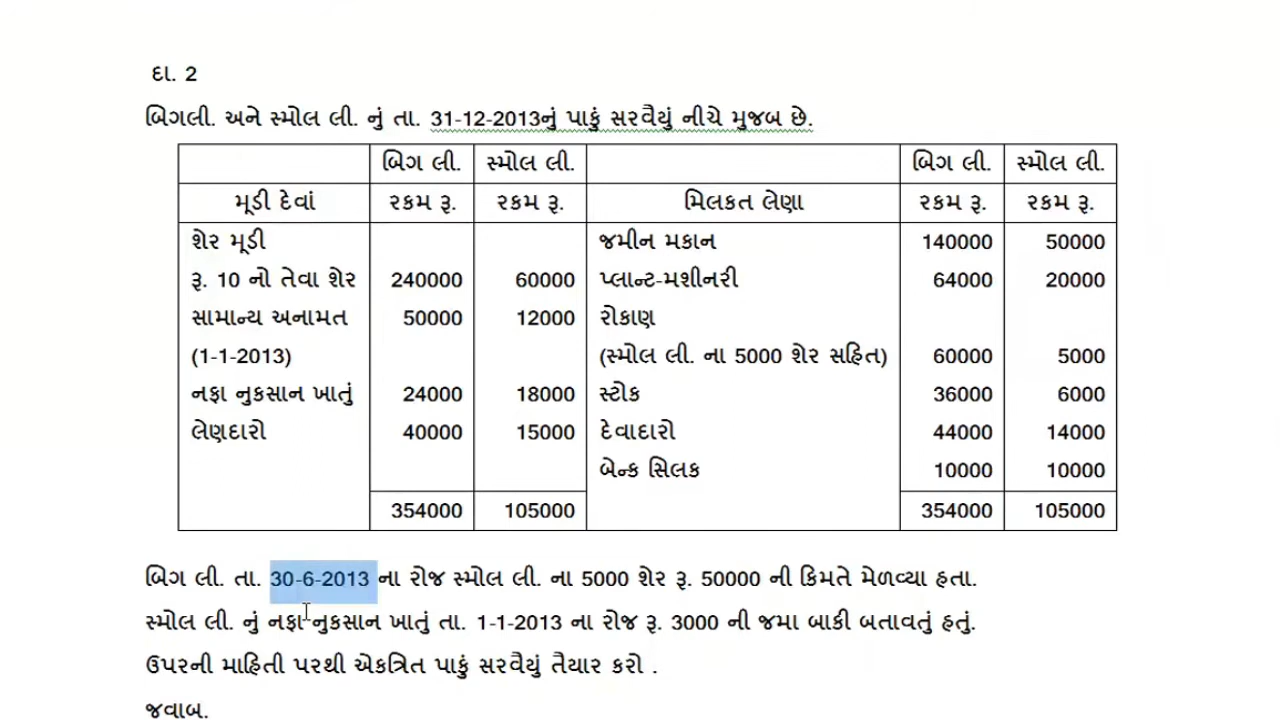 દા. 2
બિગલી. અને સ્મોલ લી. નું તા. 31-12-2013નું પાકું સરવૈયું નીચે મુજબ છે.
બિગ લી. સ્મોલ લી. બિગ લી. સ્મોલ લી.
મૂડી દેવાં રકમ રૂ. રકમ રૂ. મિલકત લેણા રકમ રૂ. રકમ રૂ.
શેર મૂડી જમીન મકાન 140000 50000
રૂ. 10 નો તેવા શેર 240000 60000 પ્લાન્ટ-મશીનરી 64000 20000
સામાન્ય અનામત 50000 12000 રોકાણ
(1-1-2013) (સ્મોલ લી. ના 5000 શેર સહિત) 60000 5000
નફા નુકસાન ખાતું 24000 18000 સ્ટોક 36000 6000
લેણદારો 40000 15000 દેવાદારો 44000 14000
બેન્ક સિલક 10000 10000
354000 105000 354000 105000
બિગ લી. તા. 30-6-2013 ના રોજ સ્મોલ લી. ના 5000 શેર રૂ. 50000 ની કિમતે મેળવ્યા હતા.
સ્મોલ લી. નું નફા નુકસાન ખાતું તા. 1-1-2013 ના રોજ રૂ. 3000 ની જમા બાકી બતાવતું હતું.
ઉપરની માહિતી પરથી એકત્રિત પાકું સરવૈયું તૈયાર કરો .
જવાબ.